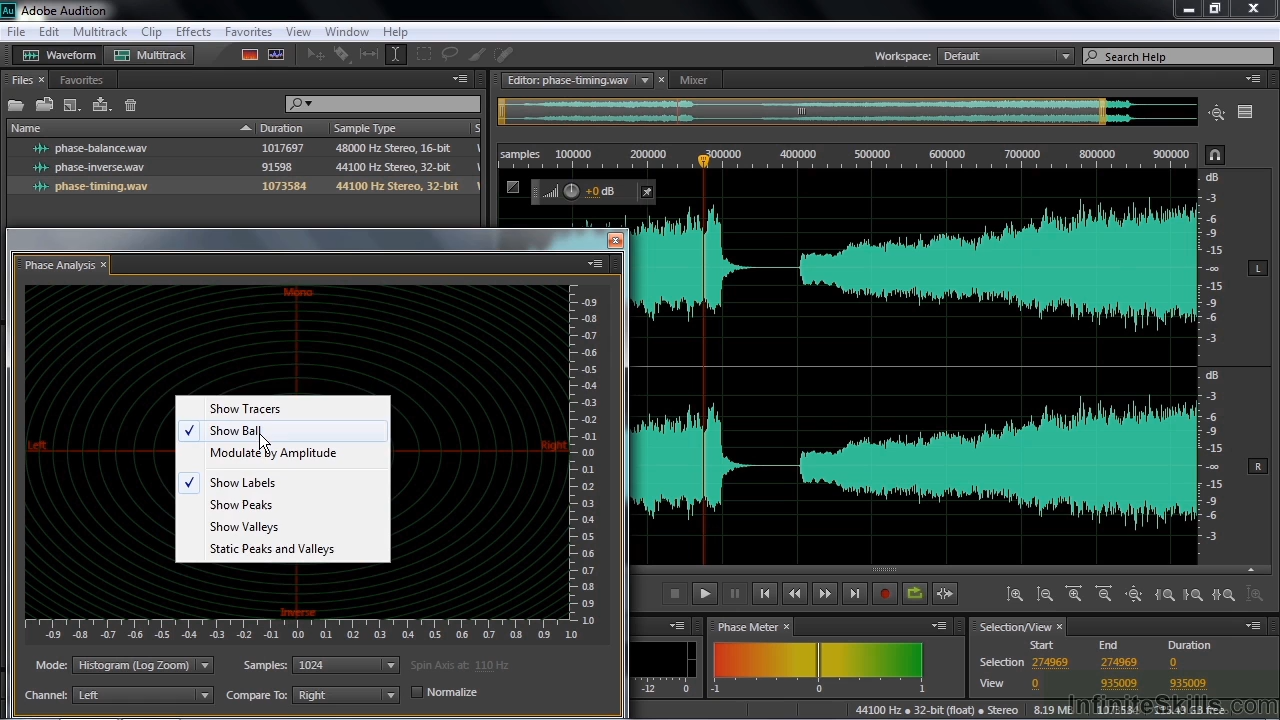 Au Adobe Audition
File Edit Multitrack Clip Effects Favorites View Window Help
Waveform Multitrack Workspace: Default Search Help
Files × Favorites
Editor: phase-timing.wav × Mixer
Name Duration Sample Type S
phase-balance.wav 1017697 48000 Hz Stereo, 16-bit
phase-inverse.wav 91598 44100 Hz Stereo, 32-bit
phase-timing.wav 1073584 44100 Hz Stereo, 32-bit
samples 100000 200000 300000 400000 500000 600000 700000 800000 900000
+0 dB
dB
-3
-6
-9
-15
-∞
-15
-9
-6
-3
L
dB
-3
-6
-9
-15
-∞
-15
-9
-6
-3
R
Phase Analysis ×
Mono
Left
Right
Inverse
-0.9
-0.8
-0.7
-0.6
-0.5
-0.4
-0.3
-0.2
-0.1
0.0
0.1
0.2
0.3
0.4
0.5
0.6
0.7
0.8
0.9
1.0
-0.9 -0.8 -0.7 -0.6 -0.5 -0.4 -0.3 -0.2 -0.1 0.0 0.1 0.2 0.3 0.4 0.5 0.6 0.7 0.8 0.9 1.0
Show Tracers
Show Ball
Modulate By Amplitude
Show Labels
Show Peaks
Show Valleys
Static Peaks and Valleys
Mode: Histogram (Log Zoom) Samples: 1024 Spin Axis at: 110 Hz
Channel: Left Compare To: Right Normalize
-12 0
Phase Meter ×
-1 0 1
Selection/View ×
Start End Duration
Selection 274969 274969 0
View 0 935009 935009
44100 Hz • 32-bit (float) • Stereo 8.19 MB
InfiniteSkills.com